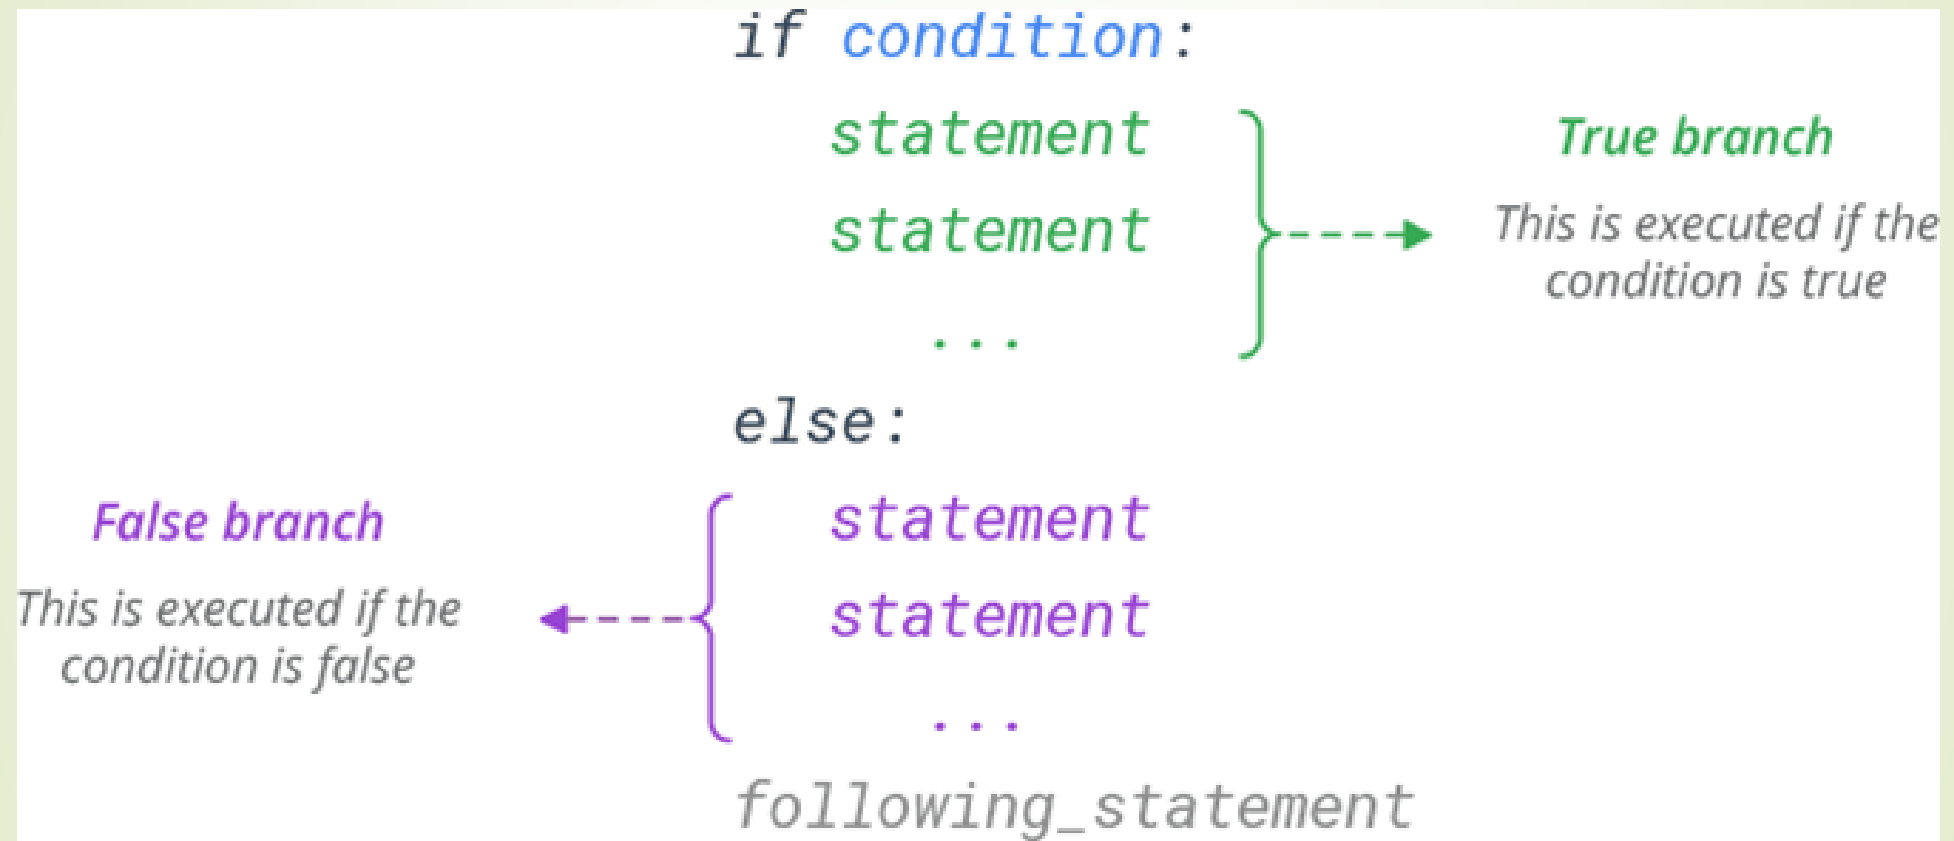 if condition:
statement
True branch
statement
This is executed if the
condition is true
...
else:
False branch
statement
This is executed if the
condition is false
statement
...
following_statement